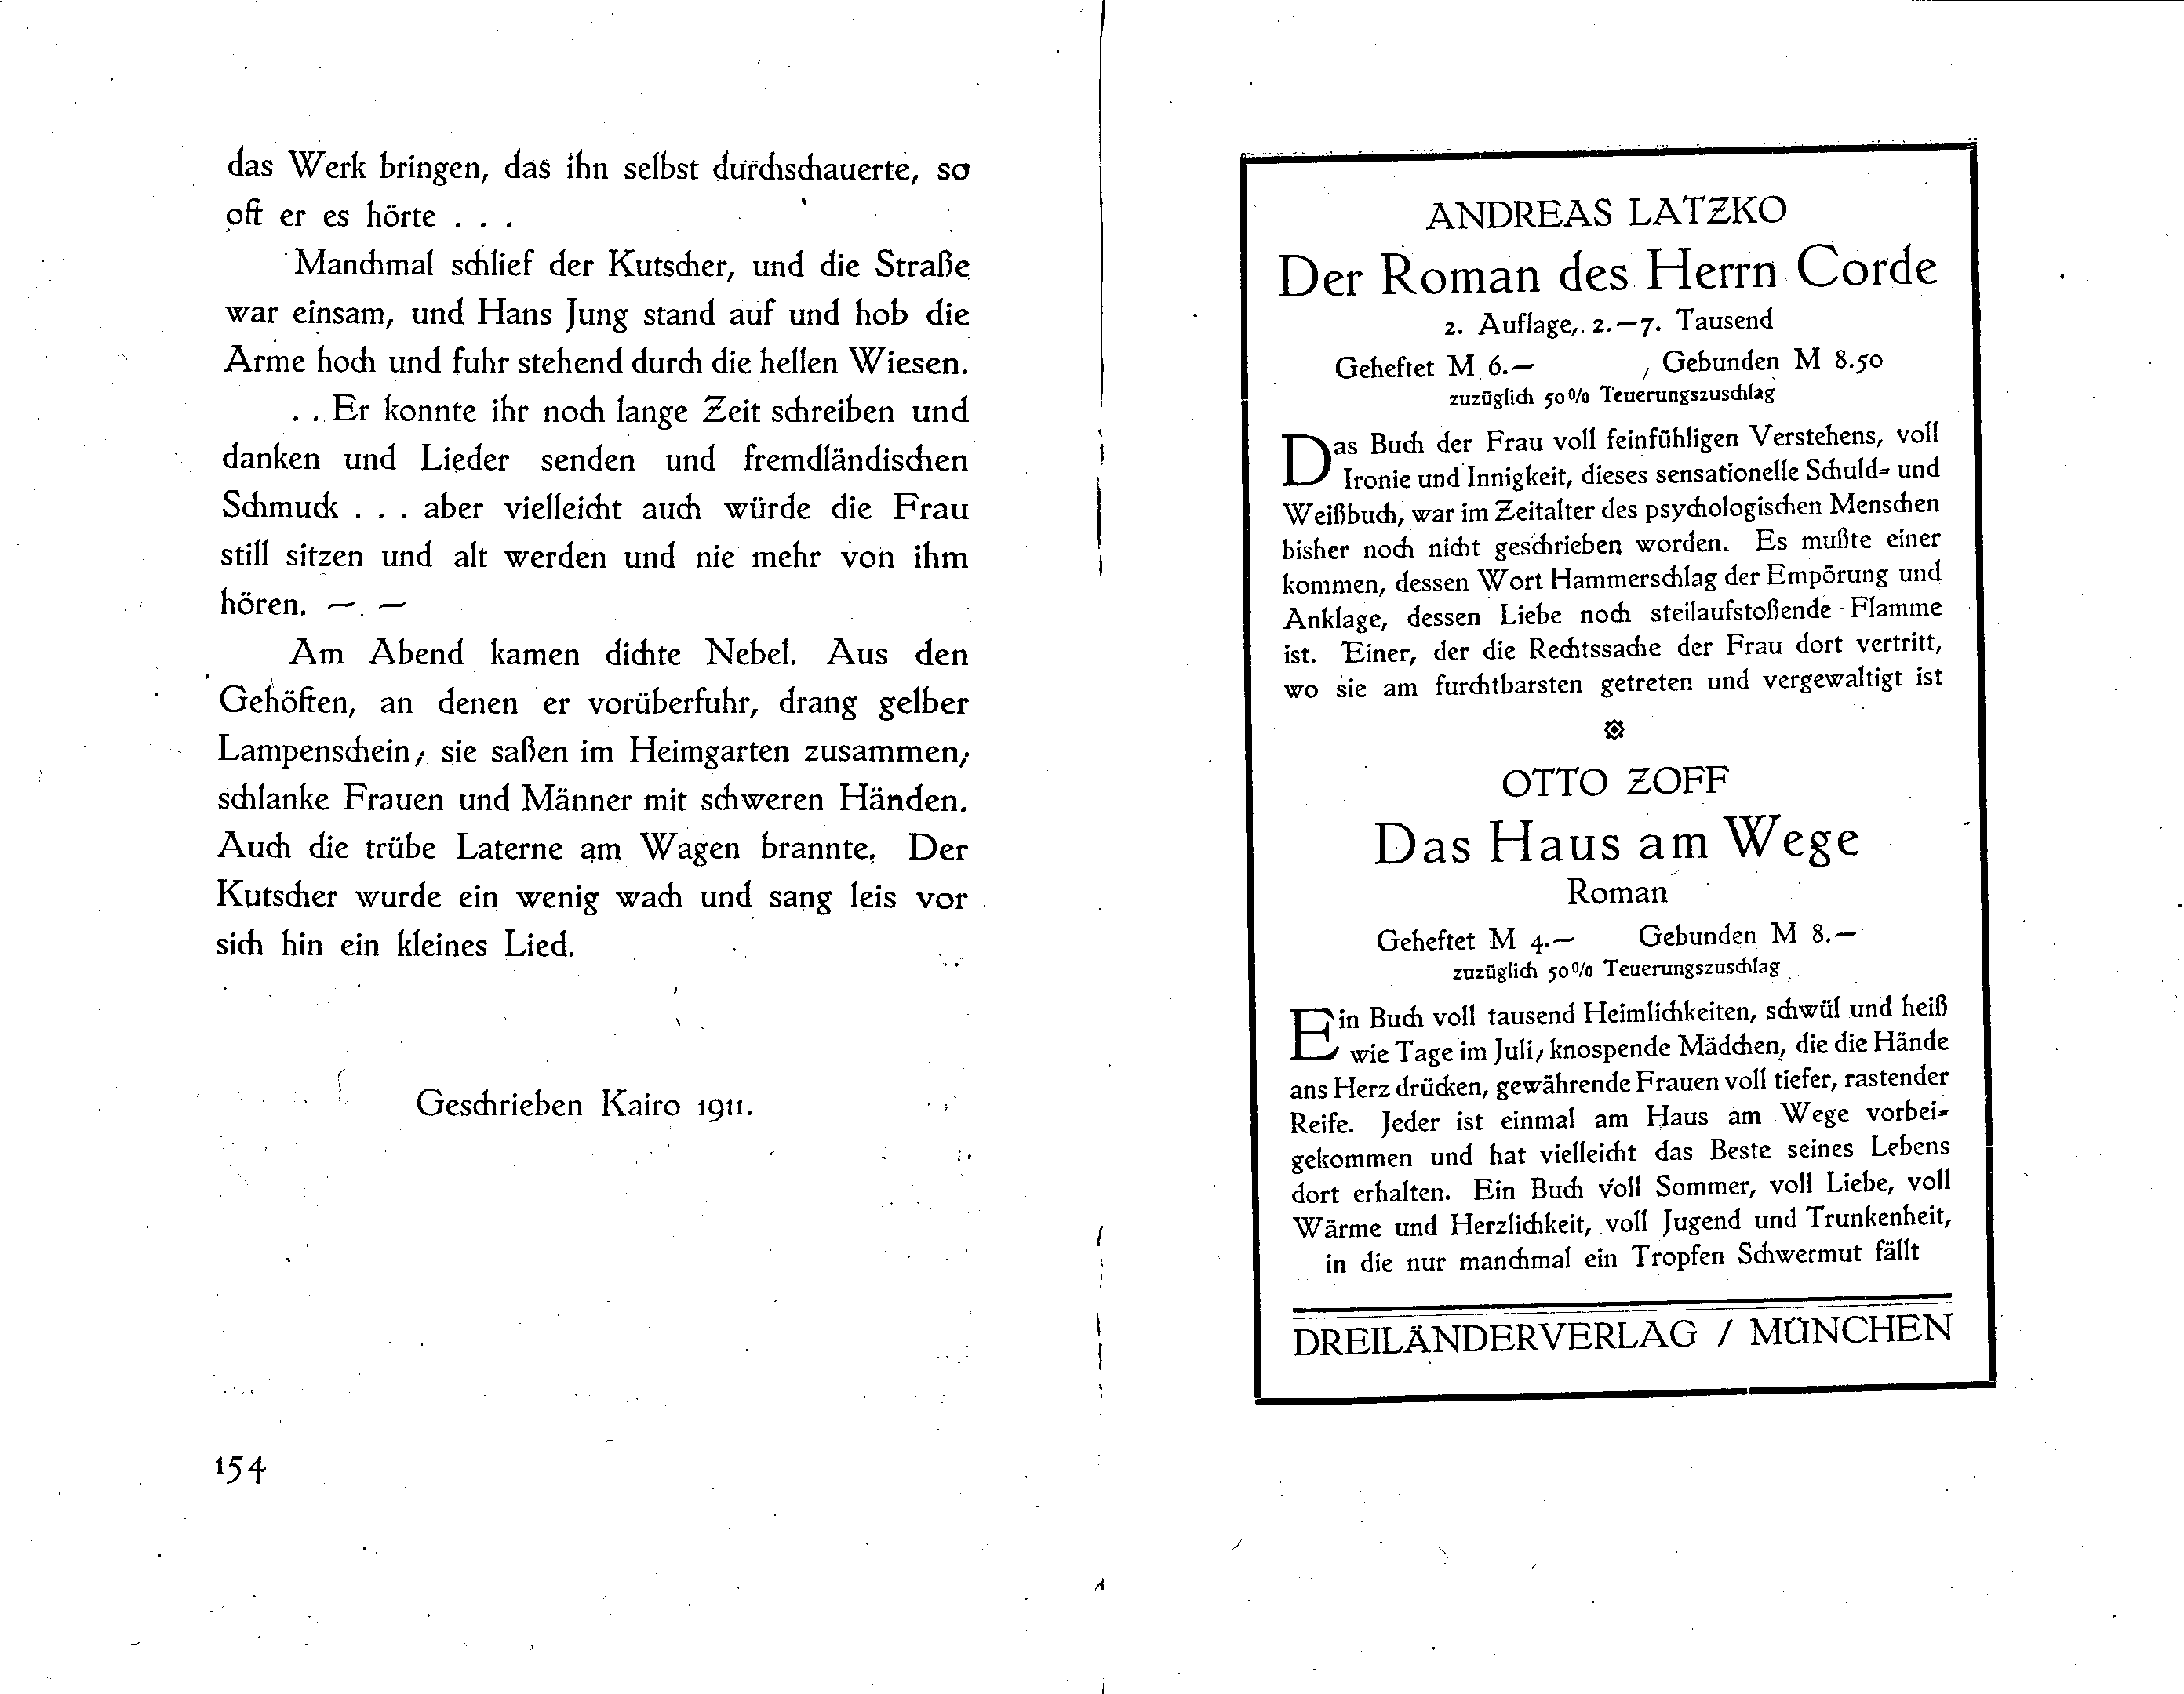 das Werk bringen, das ihn selbst durchschauerte, so
oft er es hörte . . .
Manchmal schlief der Kutscher, und die Straße
war einsam, und Hans Jung stand auf und hob die
Arme hoch und fuhr stehend durch die hellen Wiesen.
. . Er konnte ihr noch lange Zeit schreiben und
danken und Lieder senden und fremdländischen
Schmuck . . . aber vielleicht auch würde die Frau
still sitzen und alt werden und nie mehr von ihm
hören. — —
Am Abend kamen dichte Nebel. Aus den
Gehöften, an denen er vorüberfuhr, drang gelber
Lampenschein; sie saßen im Heimgarten zusammen;
schlanke Frauen und Männer mit schweren Händen.
Auch die trübe Laterne am Wagen brannte. Der
Kutscher wurde ein wenig wach und sang leis vor
sich hin ein kleines Lied.
Geschrieben Kairo 1911.
154
ANDREAS LATZKO
Der Roman des Herrn Corde
2. Auflage, 2.—7. Tausend
Geheftet M 6.— Gebunden M 8.50
zuzüglich 50% Teuerungszuschlag
Das Buch der Frau voll feinfühligen Verstehens, voll
Ironie und Innigkeit, dieses sensationelle Schuld- und
Weißbuch, war im Zeitalter des psychologischen Menschen
bisher noch nicht geschrieben worden. Es mußte einer
kommen, dessen Wort Hammerschlag der Empörung und
Anklage, dessen Liebe noch steilaufstoßende Flamme
ist. Einer, der die Rechtssache der Frau dort vertritt,
wo sie am furchtbarsten getreten und vergewaltigt ist
OTTO ZOFF
Das Haus am Wege
Roman
Geheftet M 4.— Gebunden M 8.—
zuzüglich 50% Teuerungszuschlag
Ein Buch voll tausend Heimlichkeiten, schwül und heiß
wie Tage im Juli; knospende Mädchen, die die Hände
ans Herz drücken, gewährende Frauen voll tiefer, rastender
Reife. Jeder ist einmal am Haus am Wege vorbei-
gekommen und hat vielleicht das Beste seines Lebens
dort erhalten. Ein Buch voll Sommer, voll Liebe, voll
Wärme und Herzlichkeit, voll Jugend und Trunkenheit,
in die nur manchmal ein Tropfen Schwermut fällt
DREILÄNDERVERLAG / MÜNCHEN